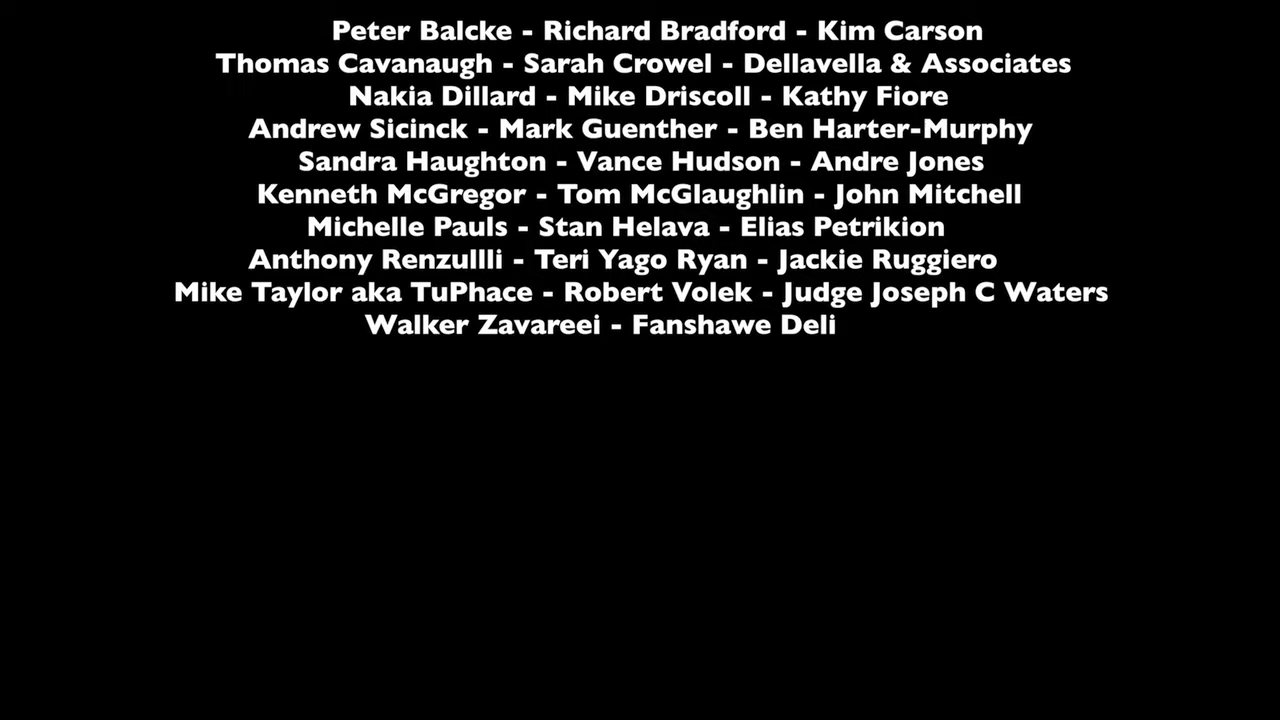 Peter Balcke - Richard Bradford - Kim Carson
Thomas Cavanaugh - Sarah Crowel - Dellavella & Associates
Nakia Dillard - Mike Driscoll - Kathy Fiore
Andrew Sicinck - Mark Guenther - Ben Harter-Murphy
Sandra Haughton - Vance Hudson - Andre Jones
Kenneth McGregor - Tom McGlaughlin - John Mitchell
Michelle Pauls - Stan Helava - Elias Petrikion
Anthony Renzullli - Teri Yago Ryan - Jackie Ruggiero
Mike Taylor aka TuPhace - Robert Volek - Judge Joseph C Waters
Walker Zavareei - Fanshawe Deli